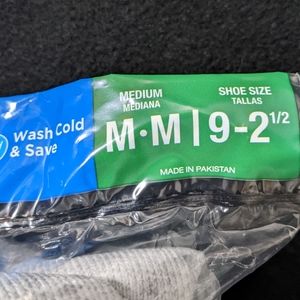 Wash Cold
& Save
MEDIUM
MEDIANA
SHOE SIZE
TALLAS
M·M | 9-2 1/2
MADE IN PAKISTAN